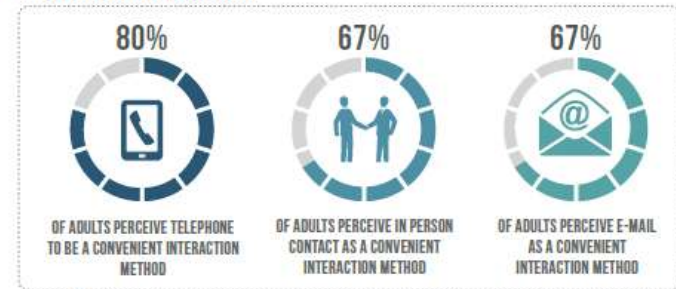 80%
OF ADULTS PERCEIVE TELEPHONE
TO BE A CONVENIENT INTERACTION
METHOD
67%
OF ADULTS PERCEIVE IN PERSON
CONTACT AS A CONVENIENT
INTERACTION METHOD
67%
@
OF ADULTS PERCEIVE E-MAIL
AS A CONVENIENT
INTERACTION METHOD